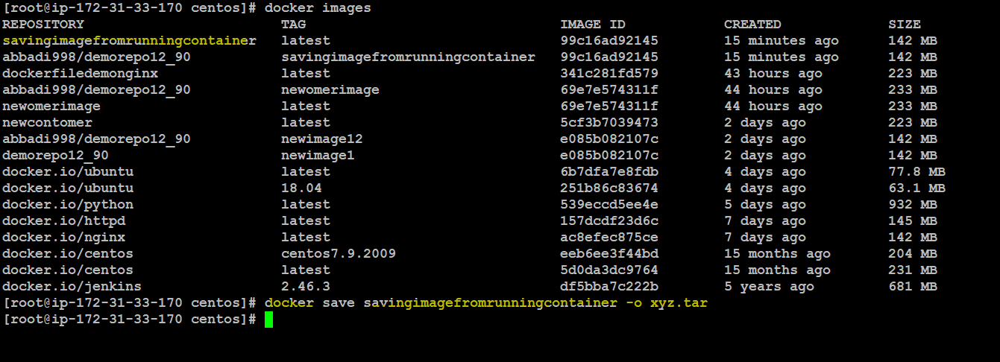 [root@ip-172-31-33-170 centos]# docker images
REPOSITORY TAG IMAGE ID CREATED SIZE
savingimagefromrunningcontainer latest 99c16ad92145 15 minutes ago 142 MB
abbadi998/demorepo12_90 savingimagefromrunningcontainer 99c16ad92145 15 minutes ago 142 MB
dockerfiledemonginx latest 341c281fd579 43 hours ago 223 MB
abbadi998/demorepo12_90 newomerimage 69e7e574311f 44 hours ago 233 MB
newomerimage latest 69e7e574311f 44 hours ago 233 MB
newcontomer latest 5cf3b7039473 2 days ago 223 MB
abbadi998/demorepo12_90 newimage12 e085b082107c 2 days ago 142 MB
demorepo12_90 newimage1 e085b082107c 2 days ago 142 MB
docker.io/ubuntu latest 6b7dfa7e8fdb 4 days ago 77.8 MB
docker.io/ubuntu 18.04 251b86c83674 4 days ago 63.1 MB
docker.io/python latest 539eccd5ee4e 5 days ago 932 MB
docker.io/httpd latest 157dcdf23d6c 7 days ago 145 MB
docker.io/nginx latest ac8efec875ce 7 days ago 142 MB
docker.io/centos centos7.9.2009 eeb6ee3f44bd 15 months ago 204 MB
docker.io/centos latest 5d0da3dc9764 15 months ago 231 MB
docker.io/jenkins 2.46.3 df5bba7c222b 5 years ago 681 MB
[root@ip-172-31-33-170 centos]# docker save savingimagefromrunningcontainer -o xyz.tar
[root@ip-172-31-33-170 centos]#